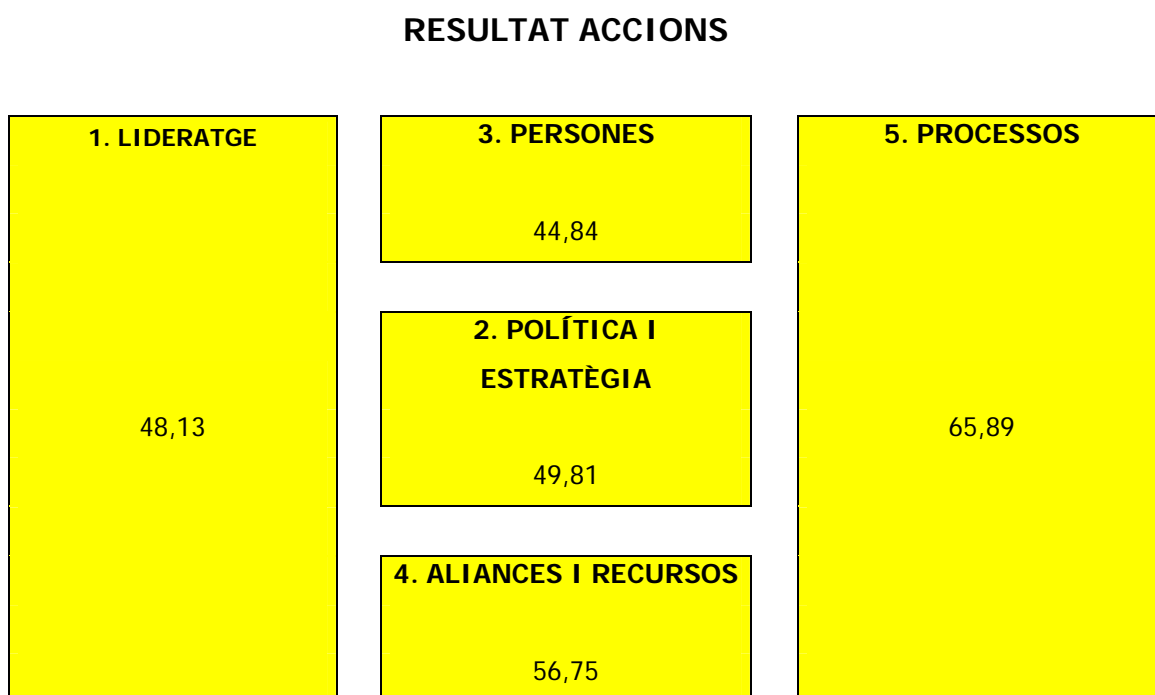 RESULTAT ACCIONS
1. LIDERATGE
48,13
3. PERSONES
44,84
2. POLÍTICA I
ESTRATÈGIA
49,81
4. ALIANCES I RECURSOS
56,75
5. PROCESSOS
65,89